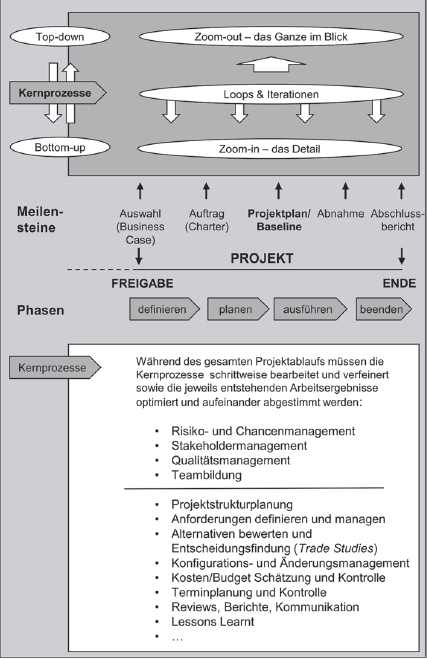 Top-down
Zoom-out – das Ganze im Blick
Kernprozesse
Loops & Iterationen
Bottom-up
Zoom-in – das Detail
Meilen-
steine
Auswahl
(Business
Case)
Auftrag
(Charter)
Projektplan/
Baseline
Abnahme
Abschluss-
bericht
PROJEKT
FREIGABE
ENDE
Phasen
definieren
planen
ausführen
beenden
Kernprozesse
Während des gesamten Projektablaufs müssen die
Kernprozesse schrittweise bearbeitet und verfeinert
sowie die jeweils entstehenden Arbeitsergebnisse
optimiert und aufeinander abgestimmt werden:
• Risiko- und Chancenmanagement
• Stakeholdermanagement
• Qualitätsmanagement
• Teambildung
• Projektstrukturplanung
• Anforderungen definieren und managen
• Alternativen bewerten und
Entscheidungsfindung (Trade Studies)
• Konfigurations- und Änderungsmanagement
• Kosten/Budget Schätzung und Kontrolle
• Terminplanung und Kontrolle
• Reviews, Berichte, Kommunikation
• Lessons Learnt
• …